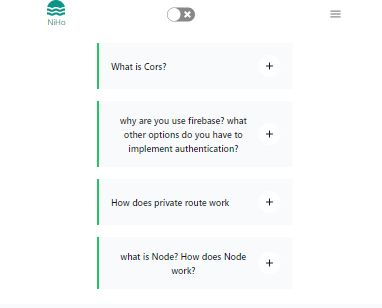 NiHo
What is Cors?
why are you use firebase? what
other options do you have to
implement authentication?
How does private route work
what is Node? How does Node
work?